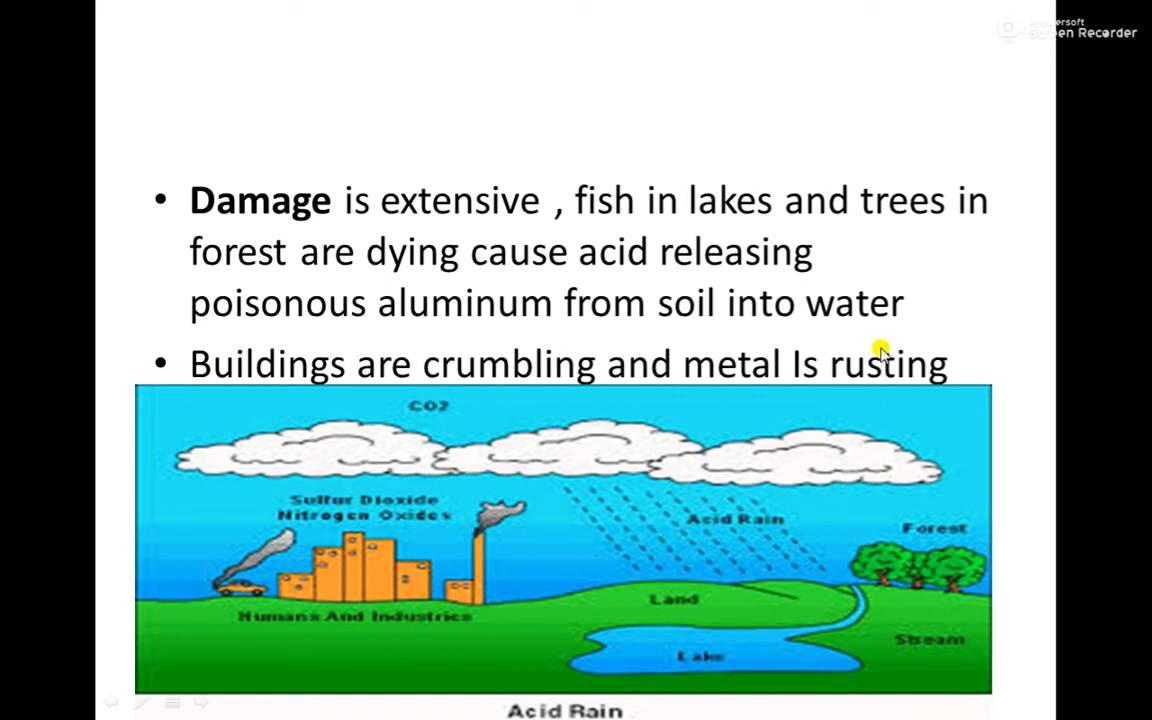 Screen Recorder
• Damage is extensive , fish in lakes and trees in
forest are dying cause acid releasing
poisonous aluminum from soil into water
• Buildings are crumbling and metal Is rusting
CO2
Sulfur Dioxide
Nitrogen Oxides
Acid Rain
Forest
Land
Humans And Industries
Stream
Lake
Acid Rain